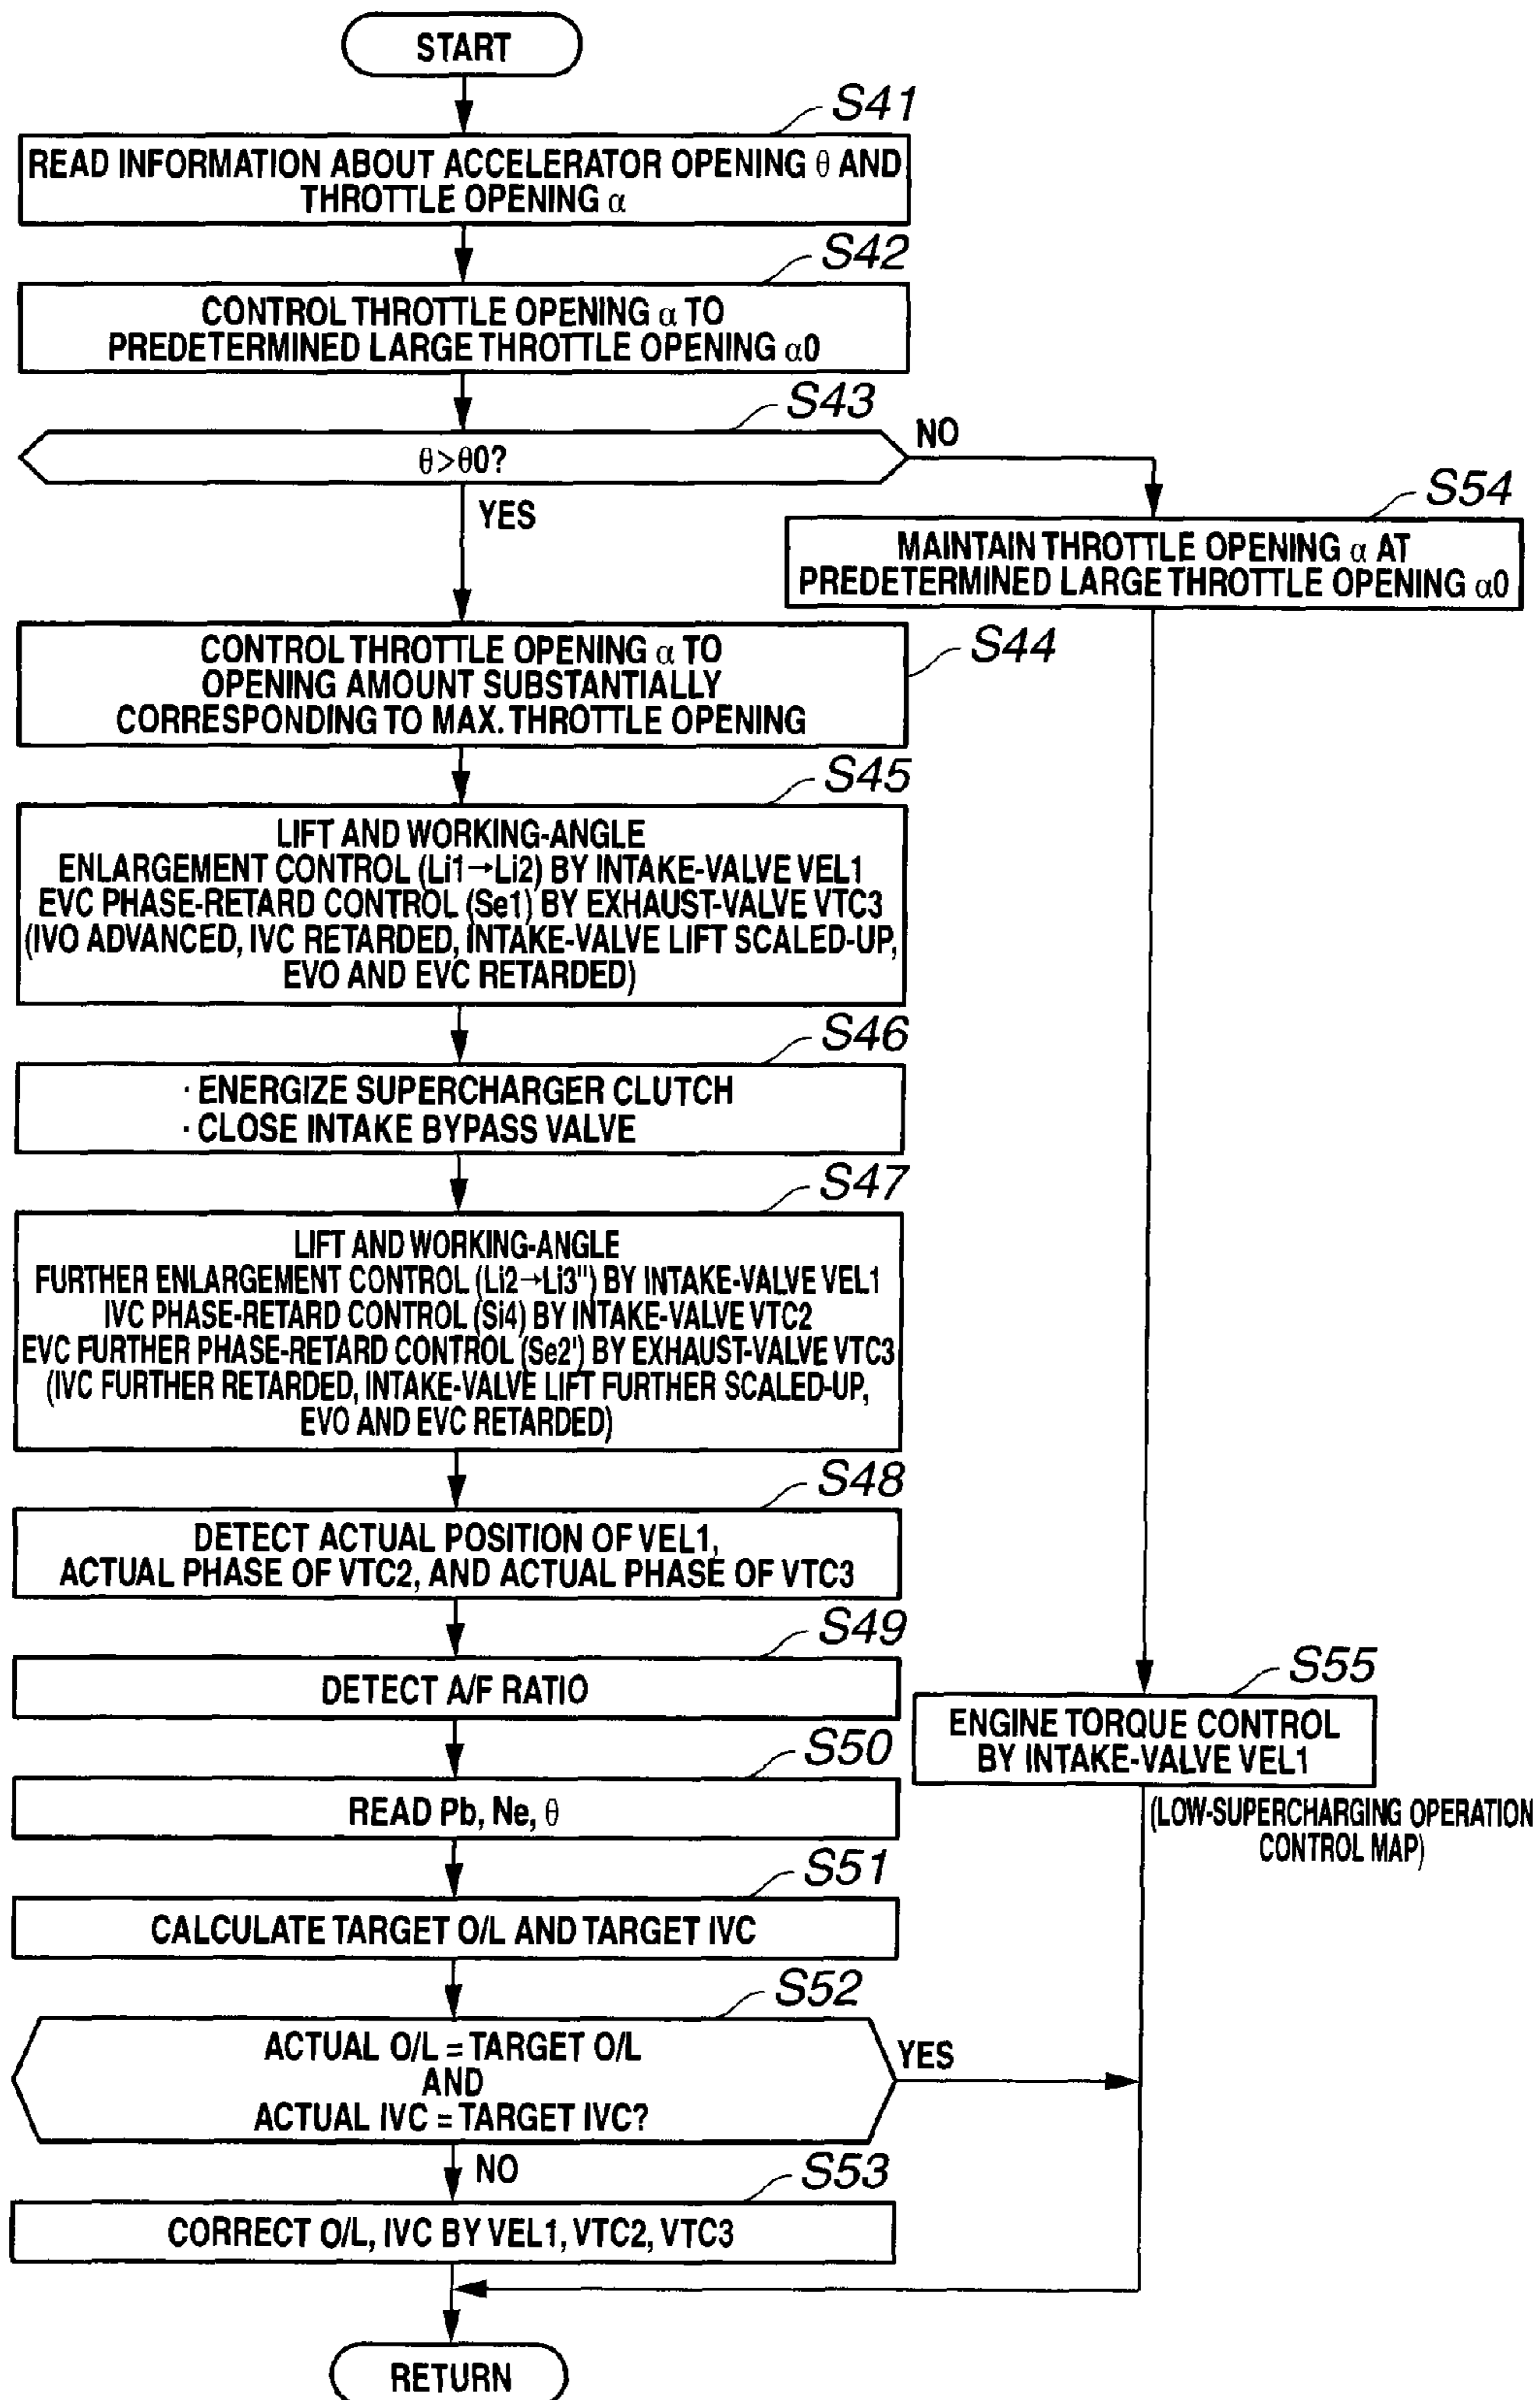 START
S41
READ INFORMATION ABOUT ACCELERATOR OPENING θ AND
THROTTLE OPENING α
S42
CONTROL THROTTLE OPENING α TO
PREDETERMINED LARGE THROTTLE OPENING α0
S43
θ>θ0?
NO
YES
S54
MAINTAIN THROTTLE OPENING α AT
PREDETERMINED LARGE THROTTLE OPENING α0
S44
CONTROL THROTTLE OPENING α TO
OPENING AMOUNT SUBSTANTIALLY
CORRESPONDING TO MAX. THROTTLE OPENING
S45
LIFT AND WORKING-ANGLE
ENLARGEMENT CONTROL (Li1→Li2) BY INTAKE-VALVE VEL1
EVC PHASE-RETARD CONTROL (Se1) BY EXHAUST-VALVE VTC3
(IVO ADVANCED, IVC RETARDED, INTAKE-VALVE LIFT SCALED-UP,
EVO AND EVC RETARDED)
S46
· ENERGIZE SUPERCHARGER CLUTCH
· CLOSE INTAKE BYPASS VALVE
S47
LIFT AND WORKING-ANGLE
FURTHER ENLARGEMENT CONTROL (Li2→Li3") BY INTAKE-VALVE VEL1
IVC PHASE-RETARD CONTROL (Si4) BY INTAKE-VALVE VTC2
EVC FURTHER PHASE-RETARD CONTROL (Se2') BY EXHAUST-VALVE VTC3
(IVC FURTHER RETARDED, INTAKE-VALVE LIFT FURTHER SCALED-UP,
EVO AND EVC RETARDED)
S48
DETECT ACTUAL POSITION OF VEL1,
ACTUAL PHASE OF VTC2, AND ACTUAL PHASE OF VTC3
S49
DETECT A/F RATIO
S55
ENGINE TORQUE CONTROL
BY INTAKE-VALVE VEL1
(LOW-SUPERCHARGING OPERATION
CONTROL MAP)
S50
READ Pb, Ne, θ
S51
CALCULATE TARGET O/L AND TARGET IVC
S52
ACTUAL O/L = TARGET O/L
AND
ACTUAL IVC = TARGET IVC?
YES
NO
S53
CORRECT O/L, IVC BY VEL1, VTC2, VTC3
RETURN